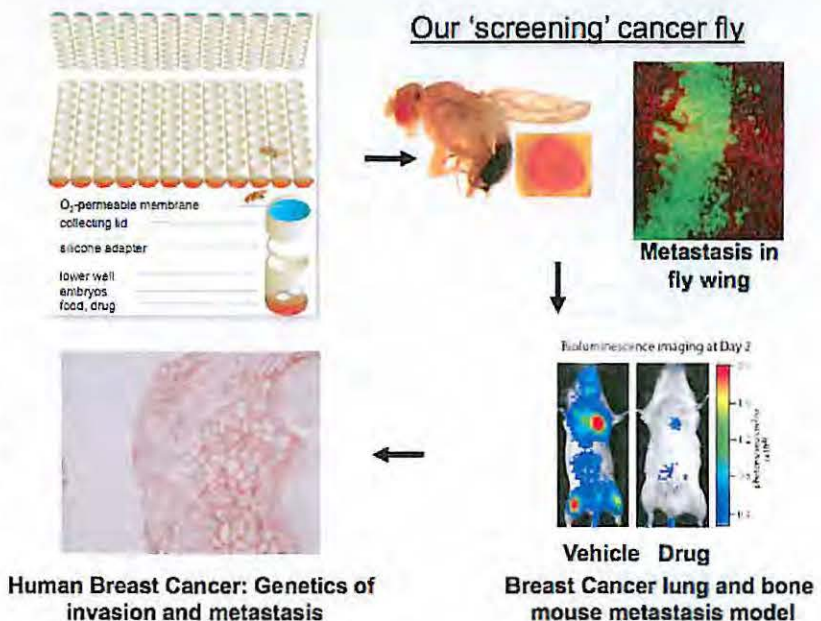 Our 'screening' cancer fly
O₂-permeable membrane
collecting lid
silicone adapter
lower well
embryos
food, drug
Metastasis in
fly wing
Bioluminescence imaging at Day 2
Vehicle Drug
Human Breast Cancer: Genetics of
invasion and metastasis
Breast Cancer lung and bone
mouse metastasis model